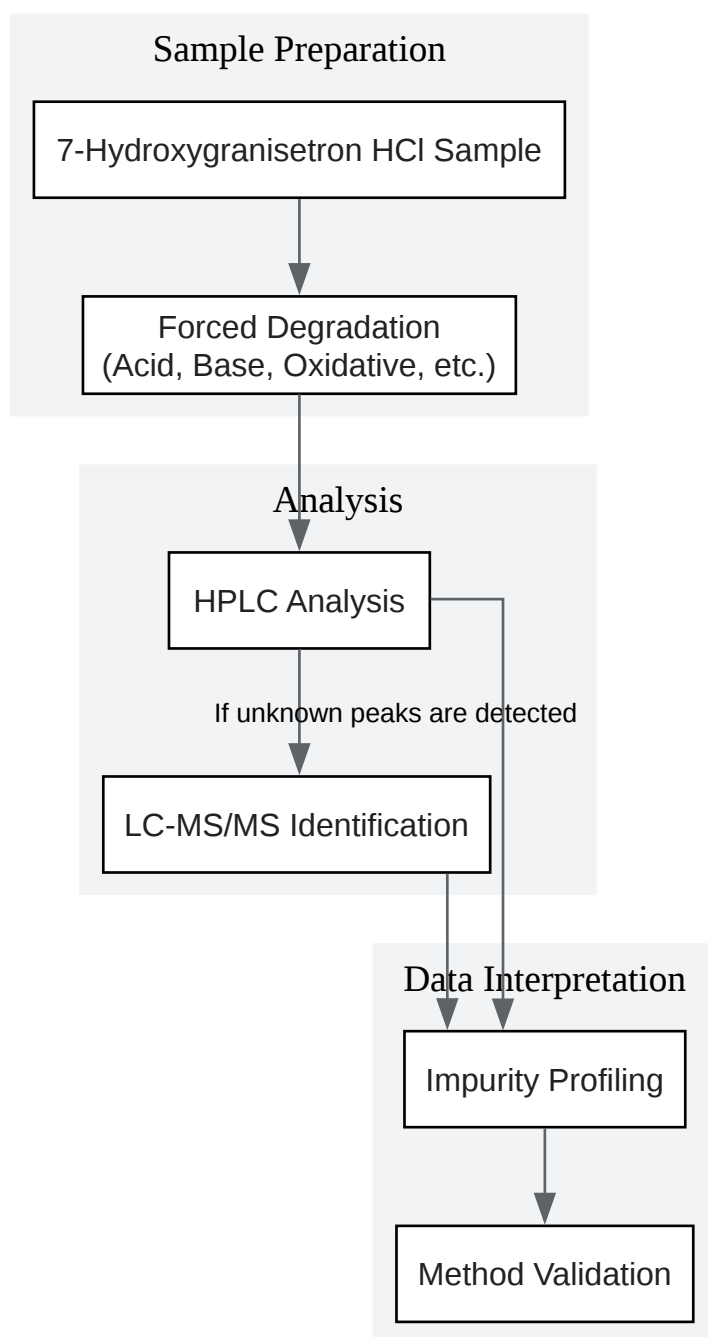 Sample Preparation
7-Hydroxygranisetron HCl Sample
Forced Degradation
(Acid, Base, Oxidative, etc.)
Analysis
HPLC Analysis
If unknown peaks are detected
LC-MS/MS Identification
Data Interpretation
Impurity Profiling
Method Validation